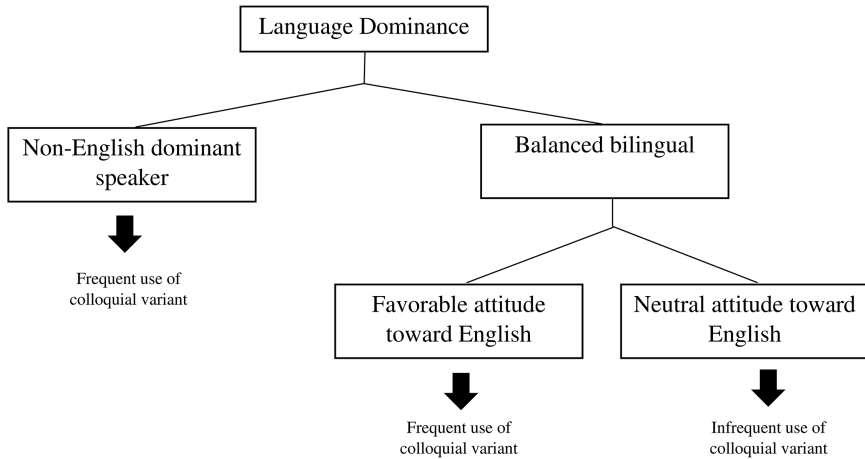 Language Dominance
Non-English dominant
speaker
Balanced bilingual
Frequent use of
colloquial variant
Favorable attitude
toward English
Neutral attitude toward
English
Frequent use of
colloquial variant
Infrequent use of
colloquial variant